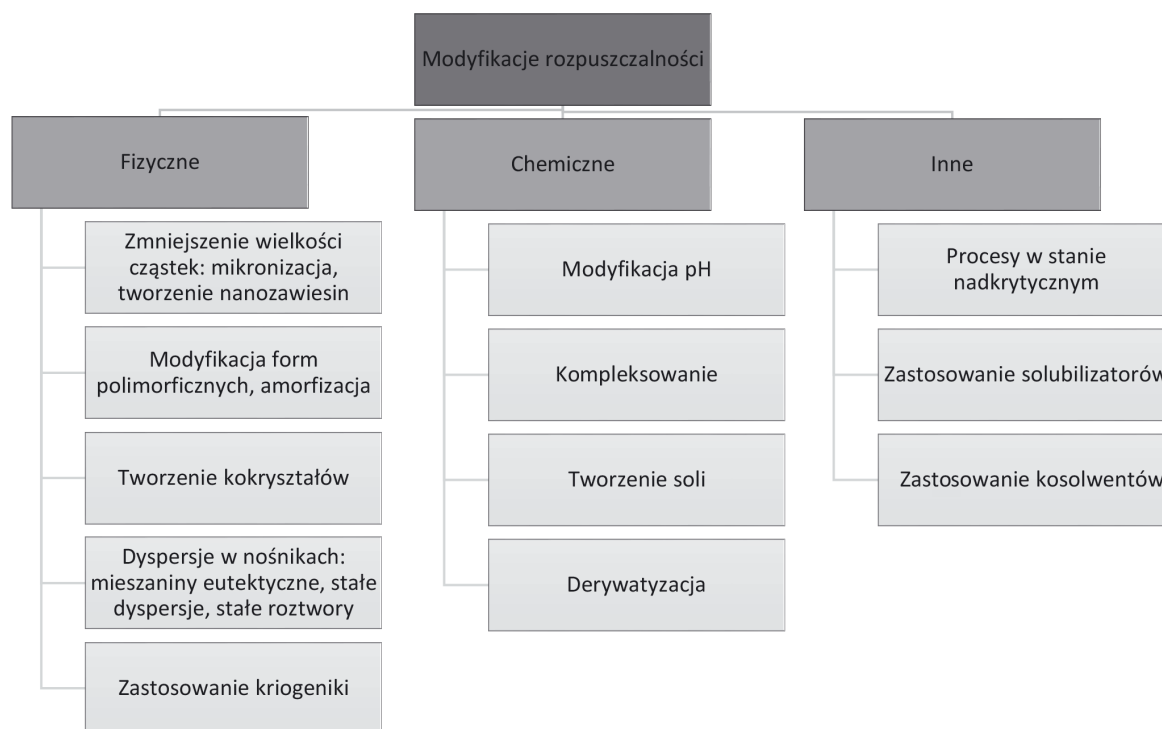 Modyfikacje rozpuszczalności
Fizyczne
Zmniejszenie wielkości
cząstek: mikronizacja,
tworzenie nanozawiesin
Modyfikacja form
polimorficznych, amorfizacja
Tworzenie kokryształów
Dyspersje w nośnikach:
mieszaniny eutektyczne, stałe
dyspersje, stałe roztwory
Zastosowanie kriogeniki
Chemiczne
Modyfikacja pH
Kompleksowanie
Tworzenie soli
Derywatyzacja
Inne
Procesy w stanie
nadkrytycznym
Zastosowanie solubilizatorów
Zastosowanie kosolwentów